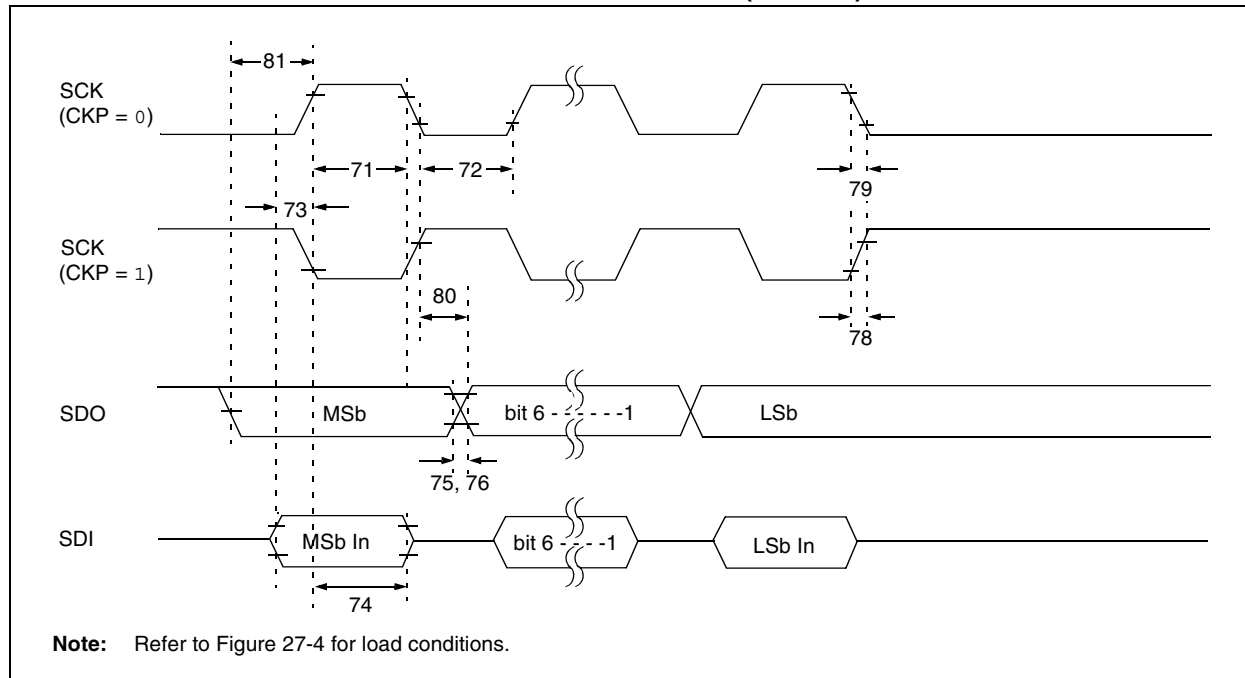 81
SCK
(CKP = 0)
71
72
79
73
SCK
(CKP = 1)
80
78
SDO
MSb
bit 6 - - - - - - -1
LSb
75, 76
SDI
MSb In
bit 6 - - - - -1
LSb In
74
Note: Refer to Figure 27-4 for load conditions.